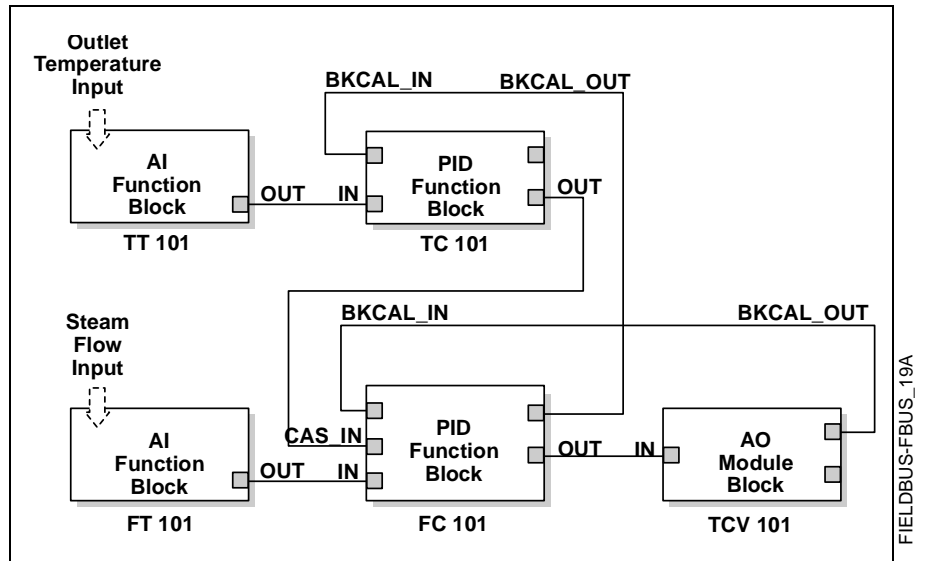 Outlet
Temperature
Input
BKCAL_IN
BKCAL_OUT
AI
Function
Block
OUT
IN
PID
Function
Block
OUT
TT 101
TC 101
BKCAL_IN
BKCAL_OUT
Steam
Flow
Input
AI
Function
Block
OUT
CAS_IN
IN
PID
Function
Block
OUT
IN
AO
Module
Block
FT 101
FC 101
TCV 101
FIELDBUS-FBUS_19A